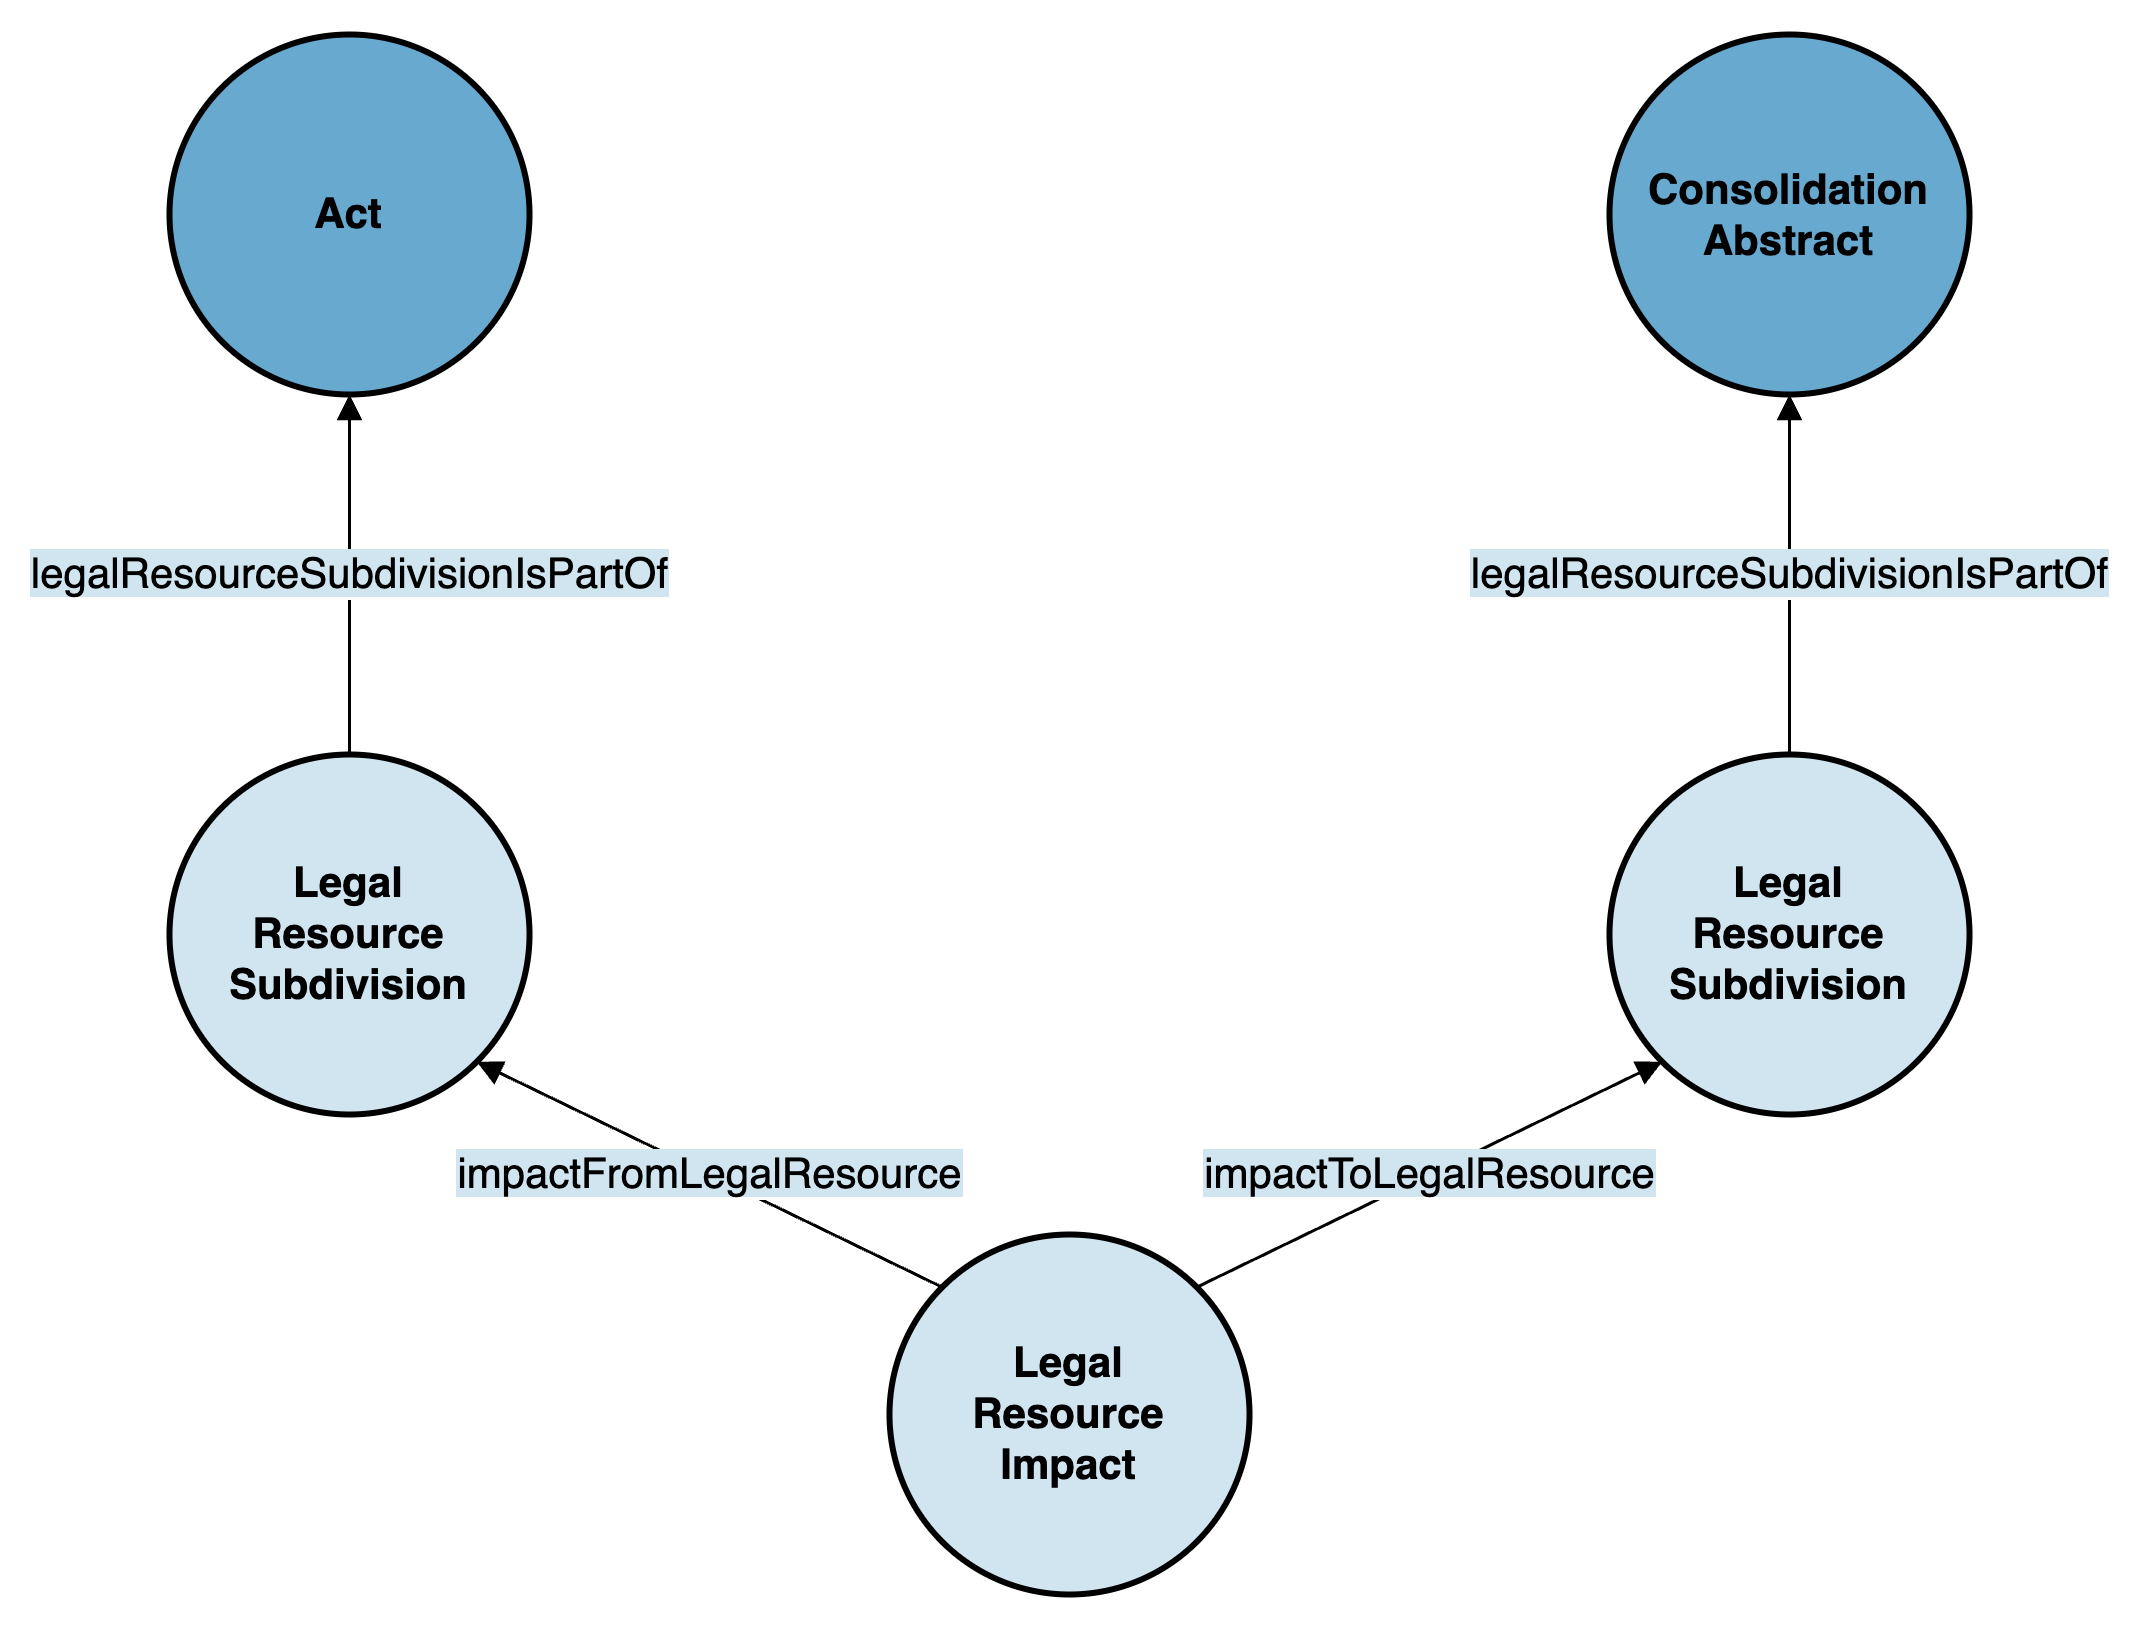 Act
Consolidation
Abstract
legalResourceSubdivisionIsPartOf
legalResourceSubdivisionIsPartOf
Legal
Resource
Subdivision
Legal
Resource
Subdivision
impactFromLegalResource
impactToLegalResource
Legal
Resource
Impact